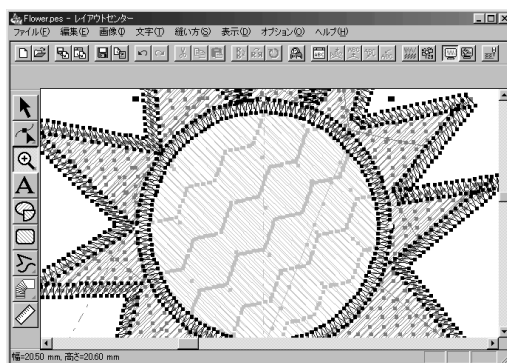 Flower.pes - レイアウトセンター
ファイル(F) 編集(E) 画像(I) 文字(T) 縫い方(S) 表示(D) オプション(O) ヘルプ(H)
A
幅=20.50 mm, 高さ=20.60 mm